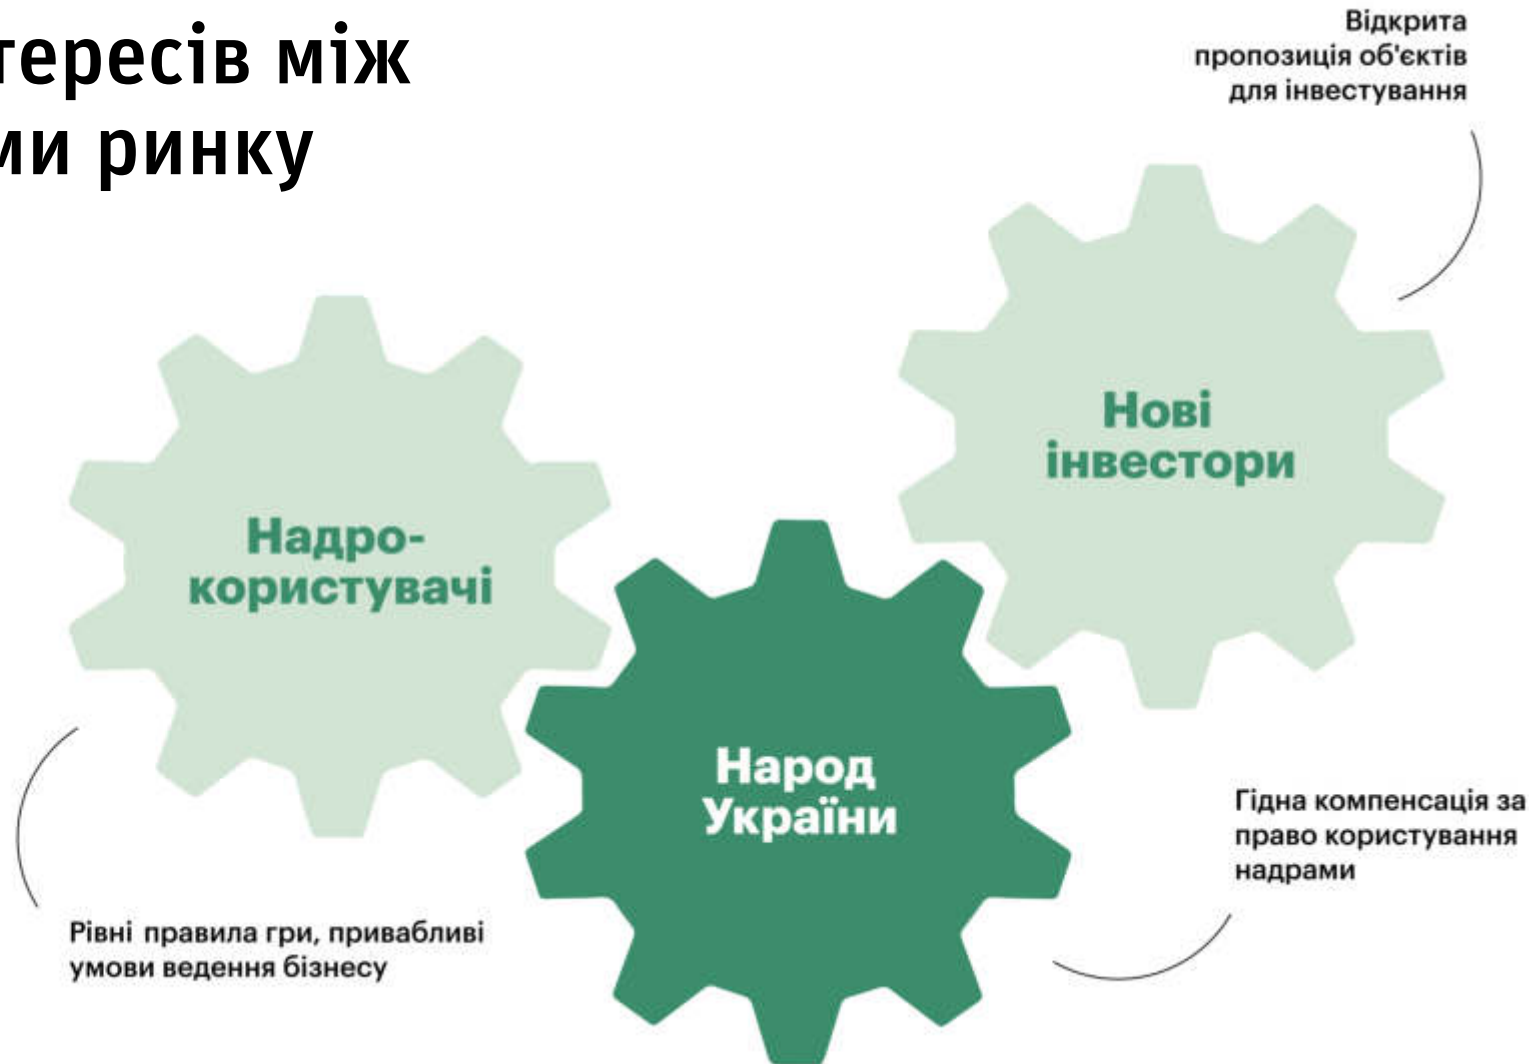 тересів між
ми ринку
Відкрита
пропозиція об'єктів
для інвестування
Нові
інвестори
Надро-
користувачі
Народ
України
Гідна компенсація за
право користування
надрами
Рівні правила гри, привабливі
умови ведення бізнесу